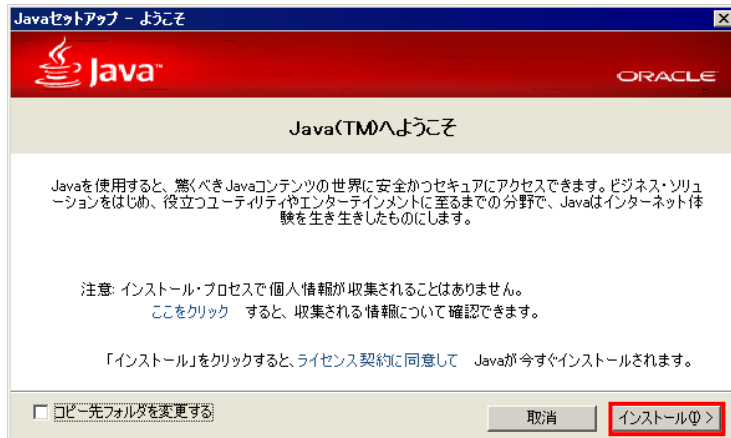 Javaセットアップ - ようこそ
Java™
ORACLE
Java(TM)へようこそ
Javaを使用すると、驚くべきJavaコンテンツの世界に安全かつセキュアにアクセスできます。ビジネス・ソリュ
ーションをはじめ、役立つユーティリティやエンターテインメントに至るまでの分野で、Javaはインターネット体
験を生き生きしたものにします。
注意: インストール・プロセスで個人情報が収集されることはありません。
ここをクリック すると、収集される情報について確認できます。
「インストール」をクリックすると、ライセンス契約に同意して Javaが今すぐインストールされます。
コピー先フォルダを変更する
取消
インストール(I) >